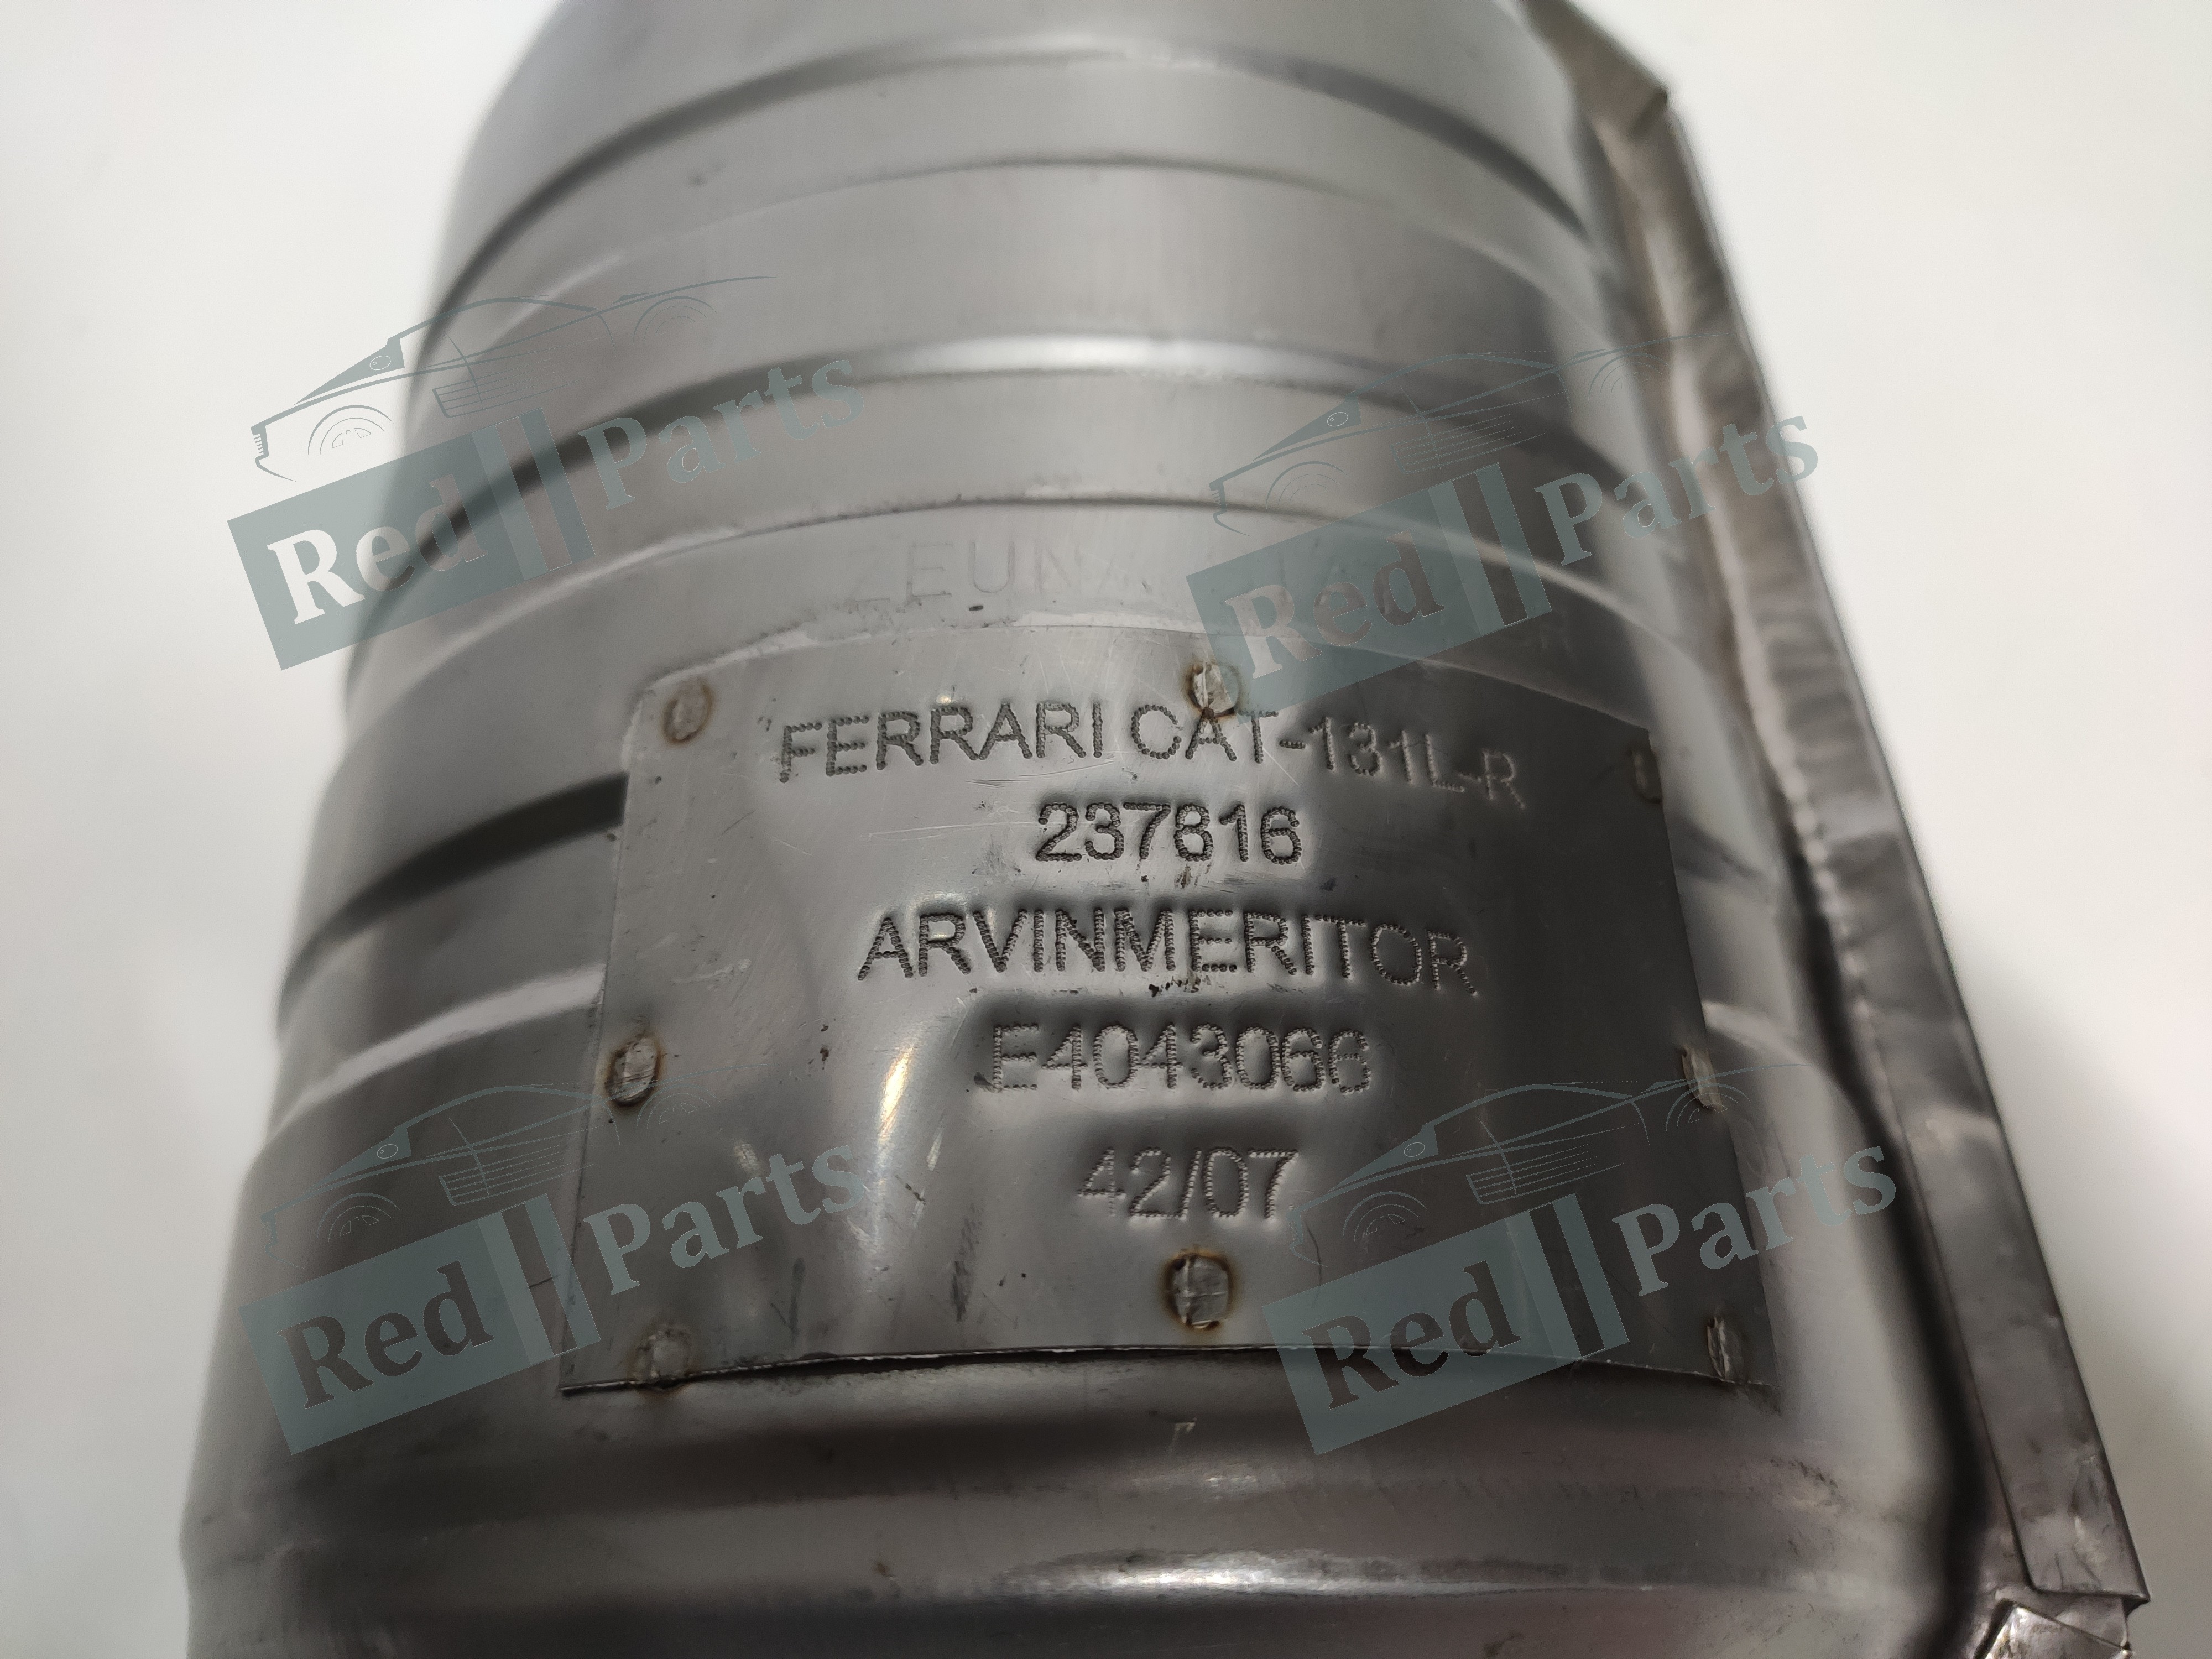 Red Parts
Red Parts
FERRARI CAT-131L-R
237816
ARVINMERITOR
E4043066
42/07
Red Parts
Red Parts